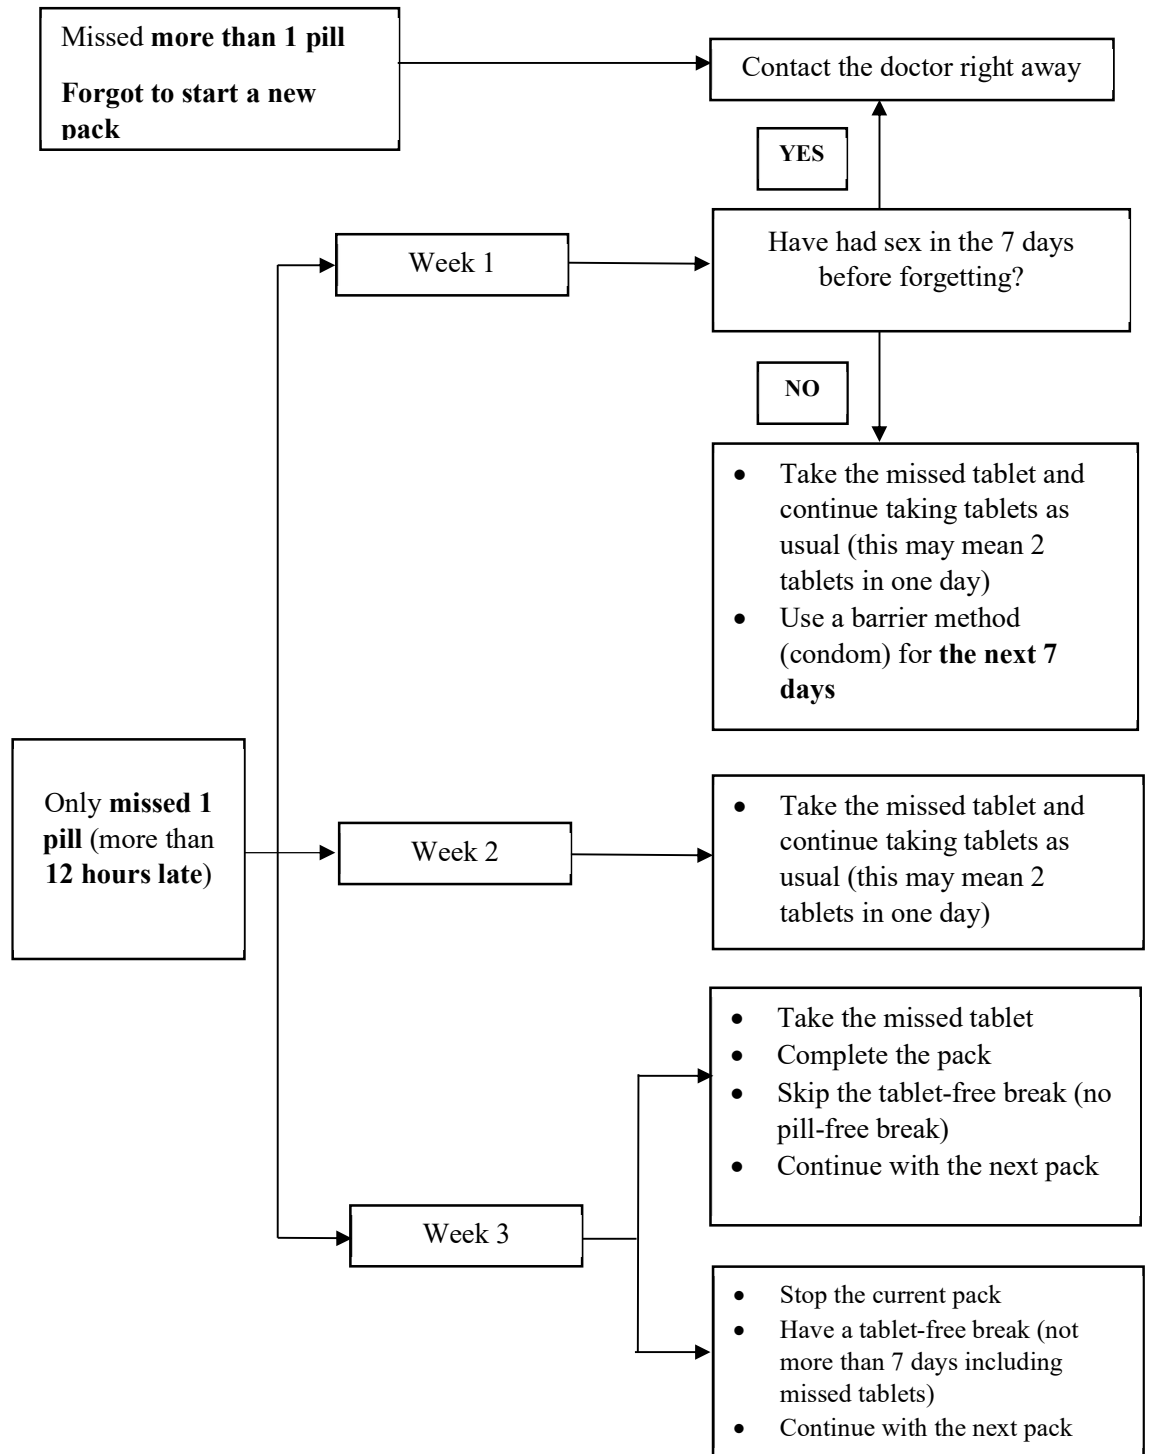 Missed more than 1 pill
Forgot to start a new
pack
Contact the doctor right away
YES
Week 1
Have had sex in the 7 days
before forgetting?
NO
• Take the missed tablet and
continue taking tablets as
usual (this may mean 2
tablets in one day)
• Use a barrier method
(condom) for the next 7
days
Only missed 1
pill (more than
12 hours late)
Week 2
• Take the missed tablet and
continue taking tablets as
usual (this may mean 2
tablets in one day)
Week 3
• Take the missed tablet
• Complete the pack
• Skip the tablet-free break (no
pill-free break)
• Continue with the next pack
• Stop the current pack
• Have a tablet-free break (not
more than 7 days including
missed tablets)
• Continue with the next pack